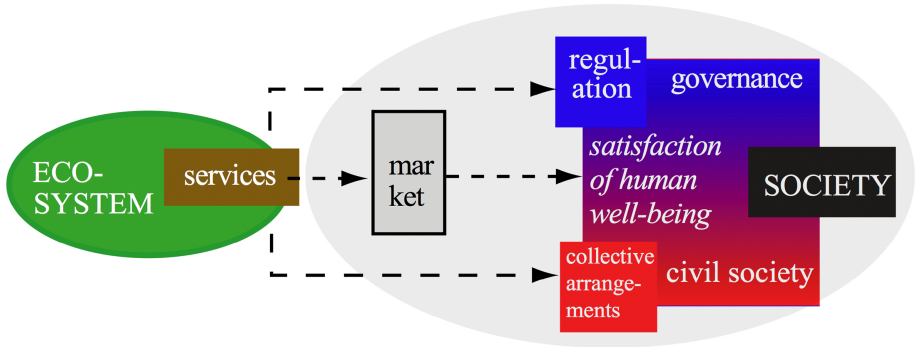 ECO-
SYSTEM
services
mar
ket
regul-
ation
governance
satisfaction
of human
well-being
SOCIETY
collective
arrange-
ments
civil society